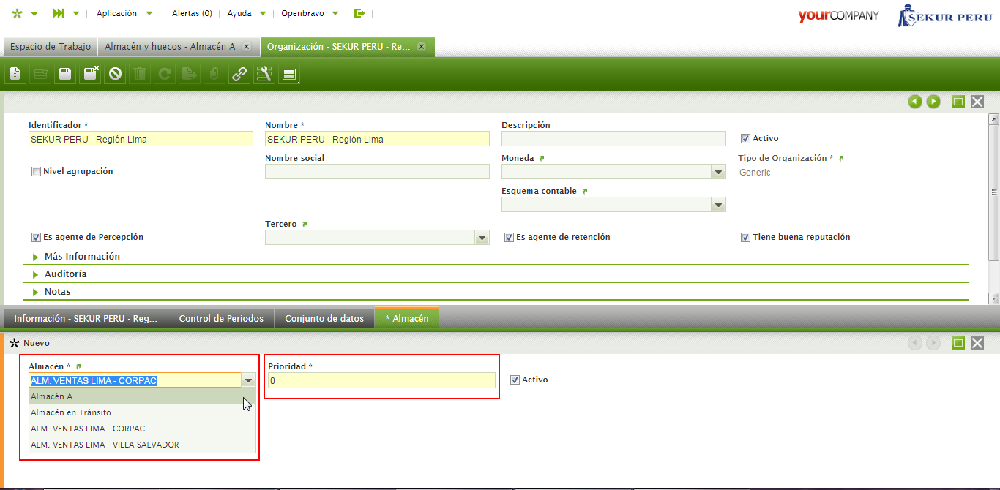 Aplicación Alertas (0) Ayuda Openbravo yourCOMPANY SEKUR PERU
Espacio de Trabajo Almacén y huecos - Almacén A x Organización - SEKUR PERU - Re... x
Identificador * Nombre * Descripción
SEKUR PERU - Región Lima SEKUR PERU - Región Lima Activo
Nombre social Moneda Tipo de Organización *
Nivel agrupación Generic
Esquema contable
Tercero
Es agente de Percepción Es agente de retención Tiene buena reputación
Más Información
Auditoría
Notas
Información - SEKUR PERU - Reg... Control de Periodos Conjunto de datos * Almacén
Nuevo
Almacén * Prioridad *
ALM. VENTAS LIMA - CORPAC 0 Activo
Almacén A
Almacén en Tránsito
ALM. VENTAS LIMA - CORPAC
ALM. VENTAS LIMA - VILLA SALVADOR